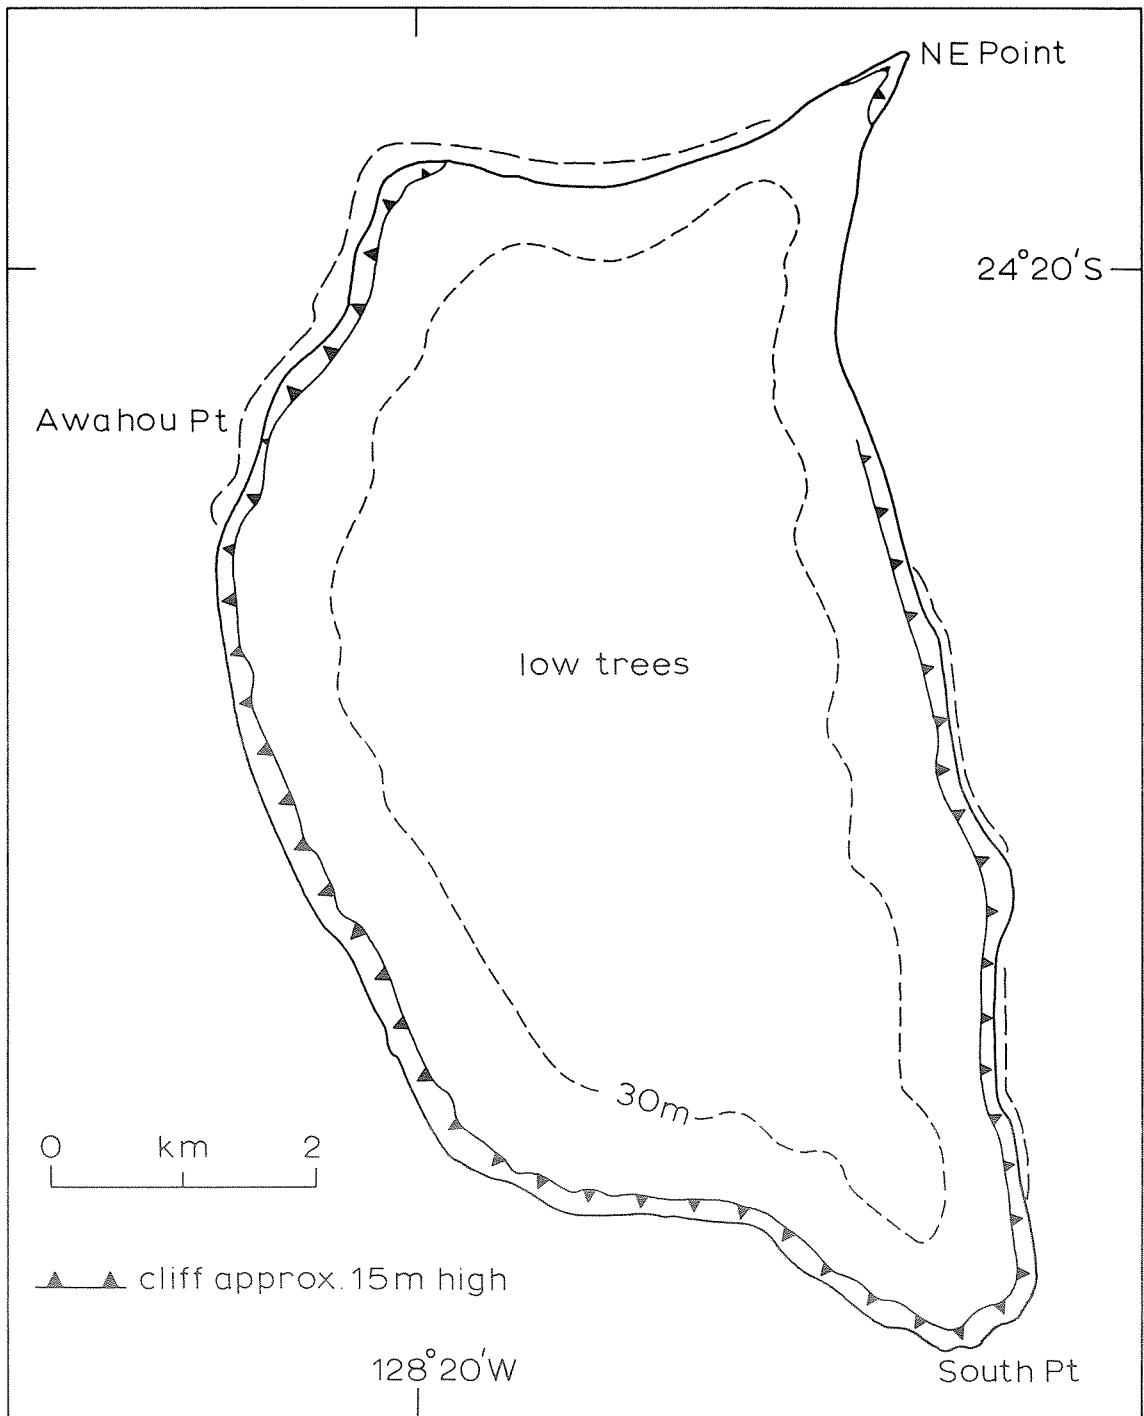 NE Point
24°20'S
Awahou Pt
low trees
30m
0 km 2
cliff approx. 15m high
128°20'W
South Pt